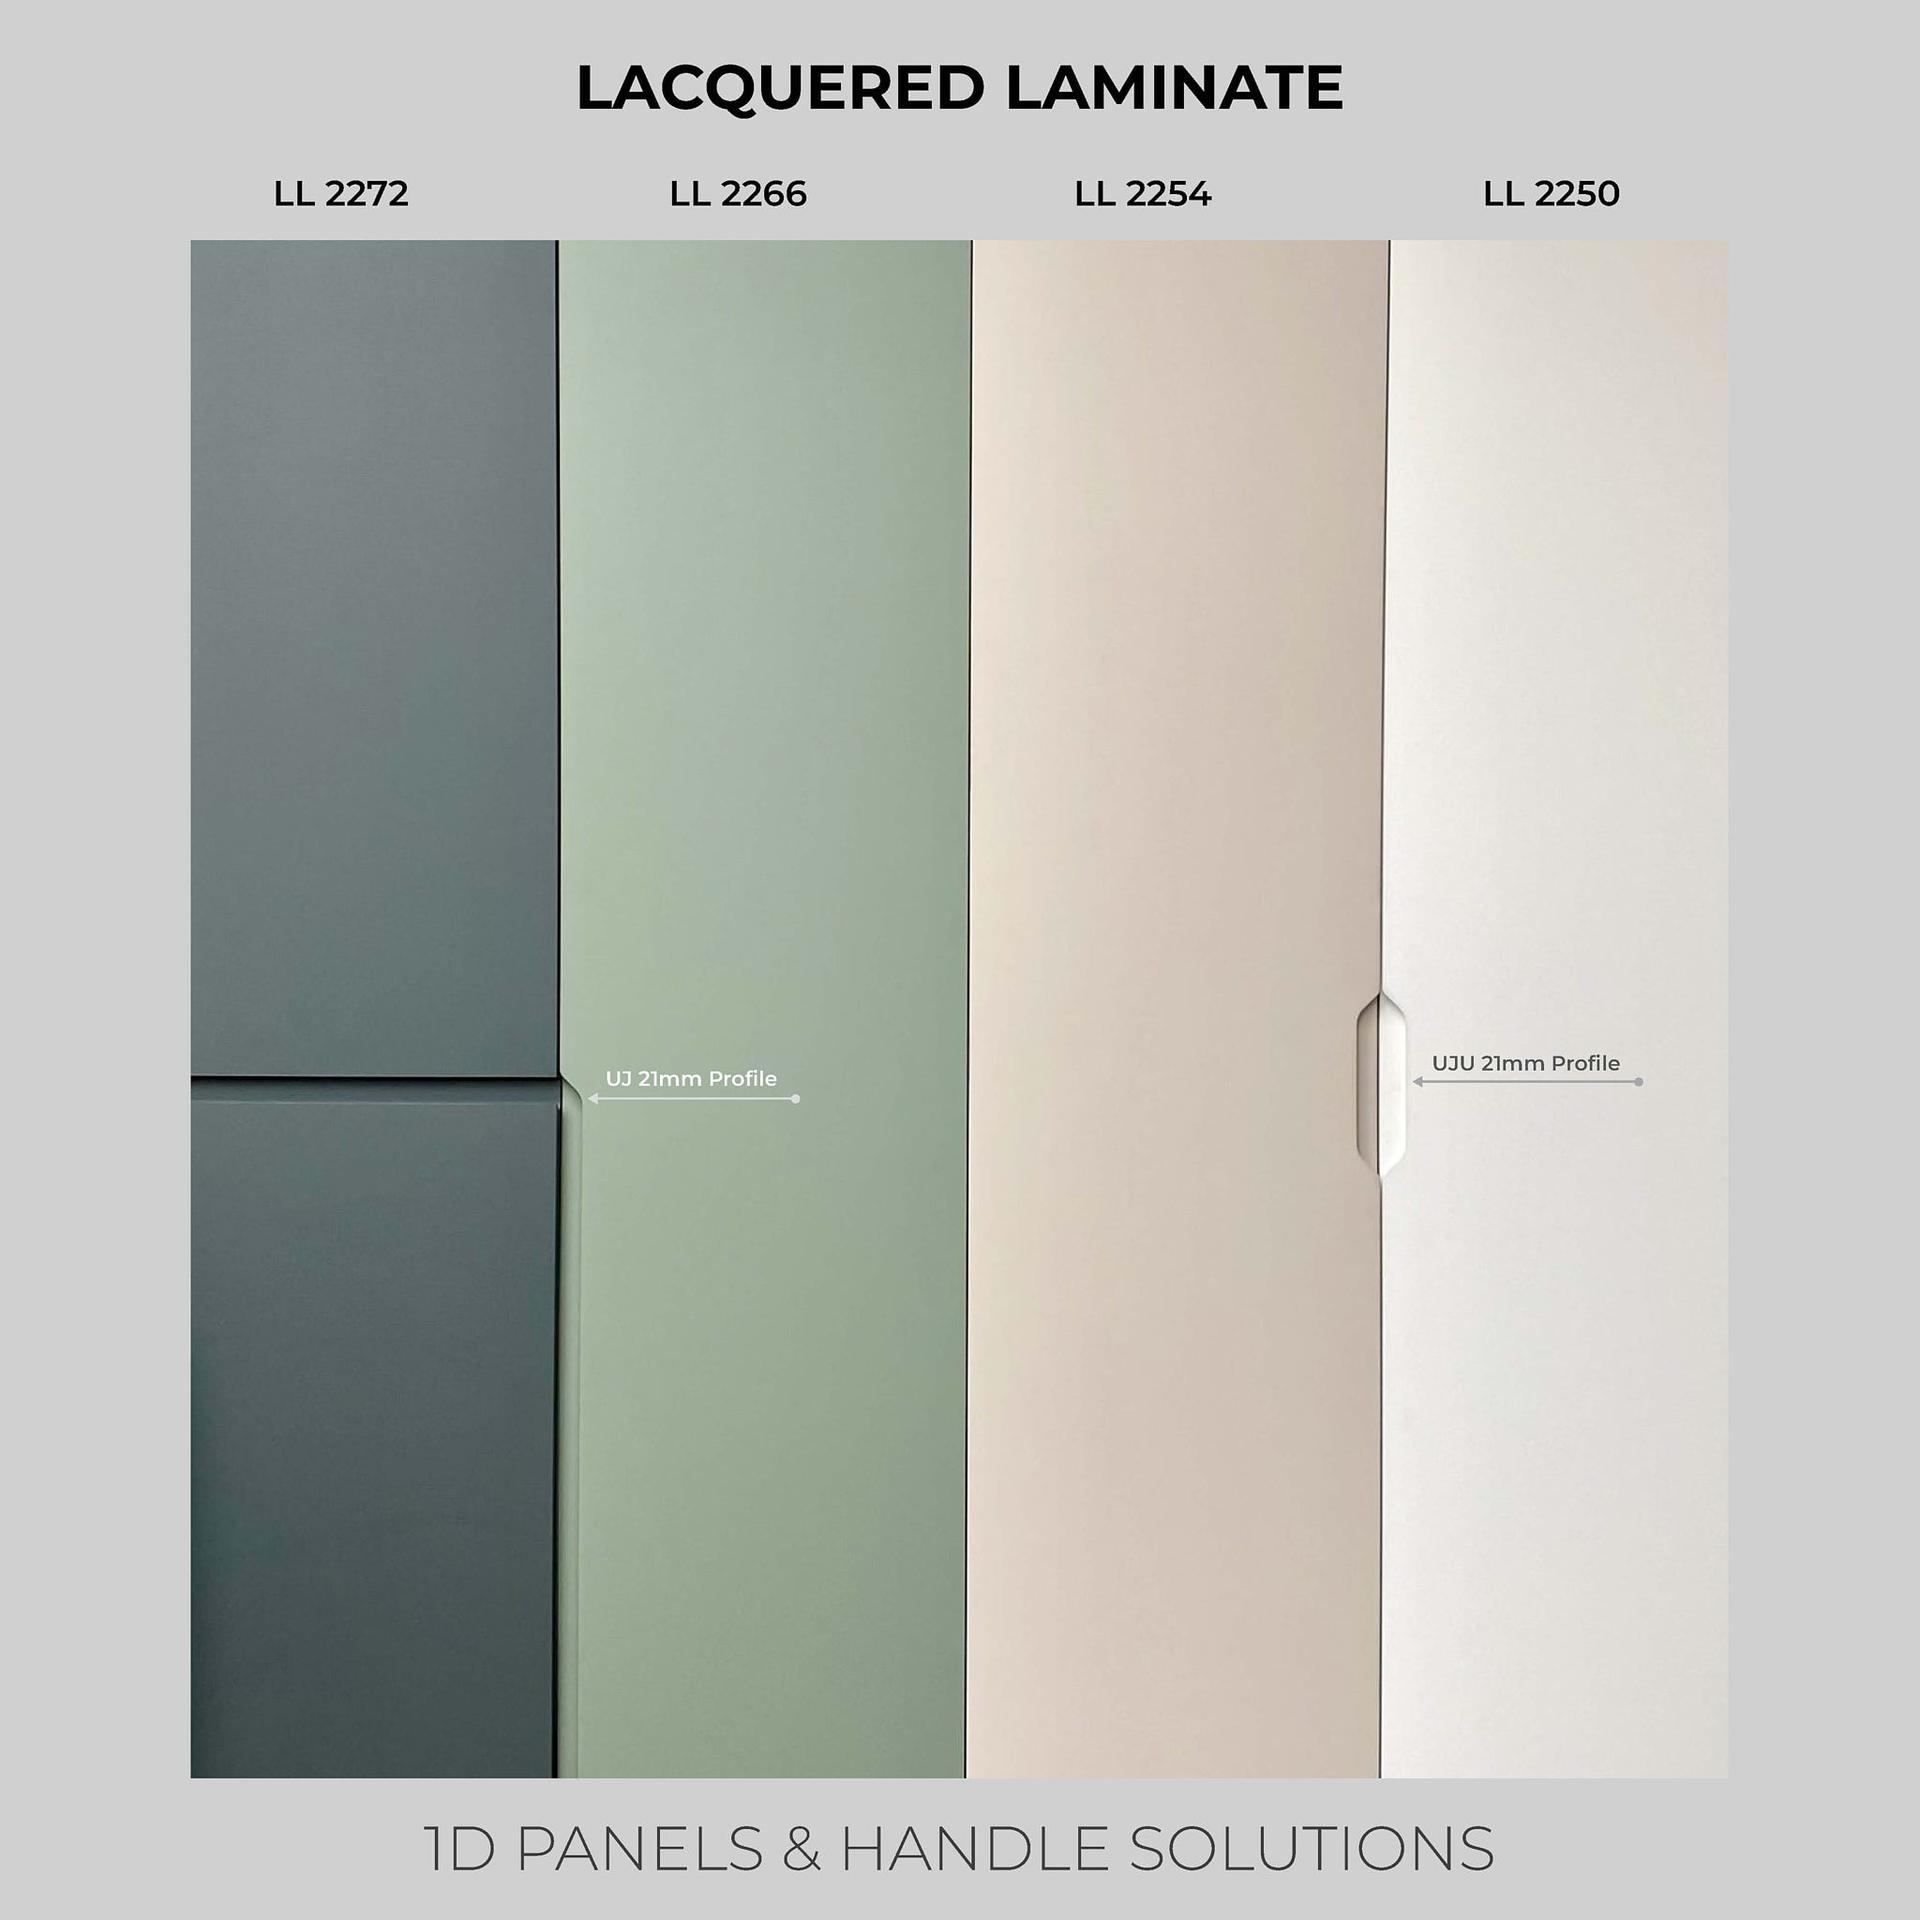 LACQUERED LAMINATE
LL 2272
LL 2266
LL 2254
LL 2250
UJ 21mm Profile
UJU 21mm Profile
1D PANELS & HANDLE SOLUTIONS